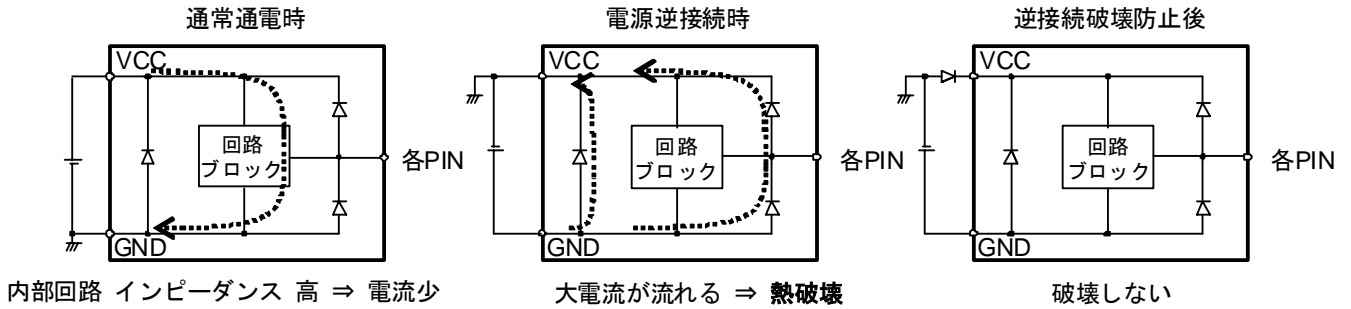 通常通電時
VCC
回路
ブロック
各PIN
GND
内部回路 インピーダンス 高 ⇒ 電流少
電源逆接続時
VCC
回路
ブロック
各PIN
GND
大電流が流れる ⇒ 熱破壊
逆接続破壊防止後
VCC
回路
ブロック
各PIN
GND
破壊しない